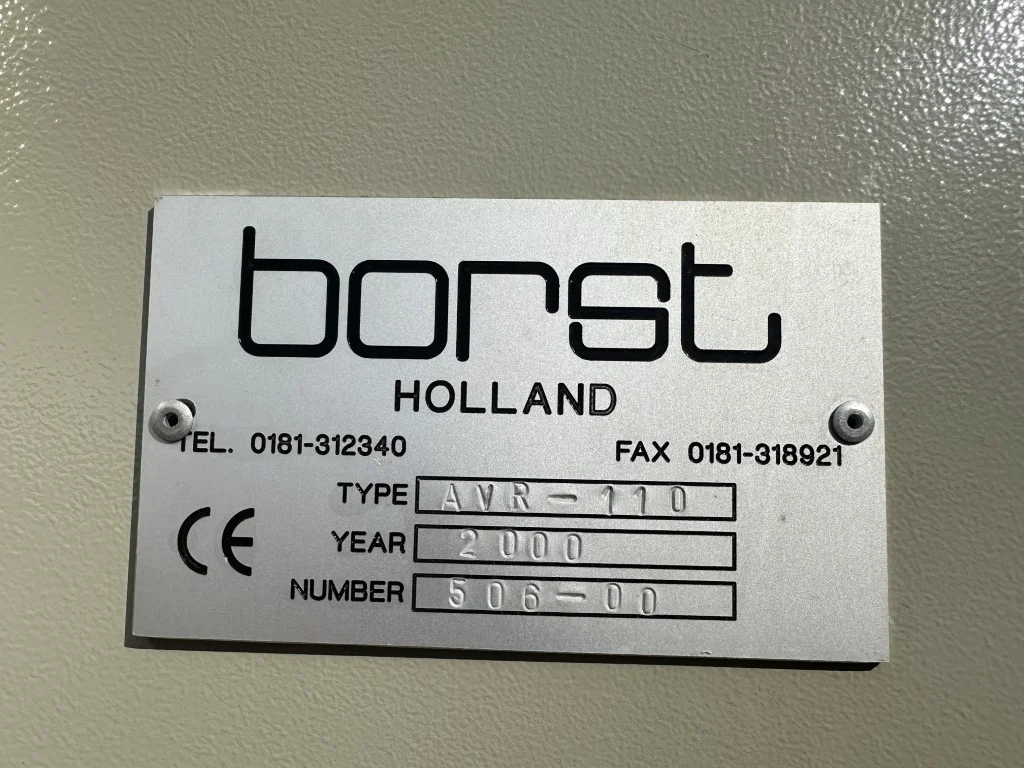 borst
HOLLAND
TEL. 0181-312340 FAX 0181-318921
TYPE AVR-110
CE YEAR 2000
NUMBER 506-00